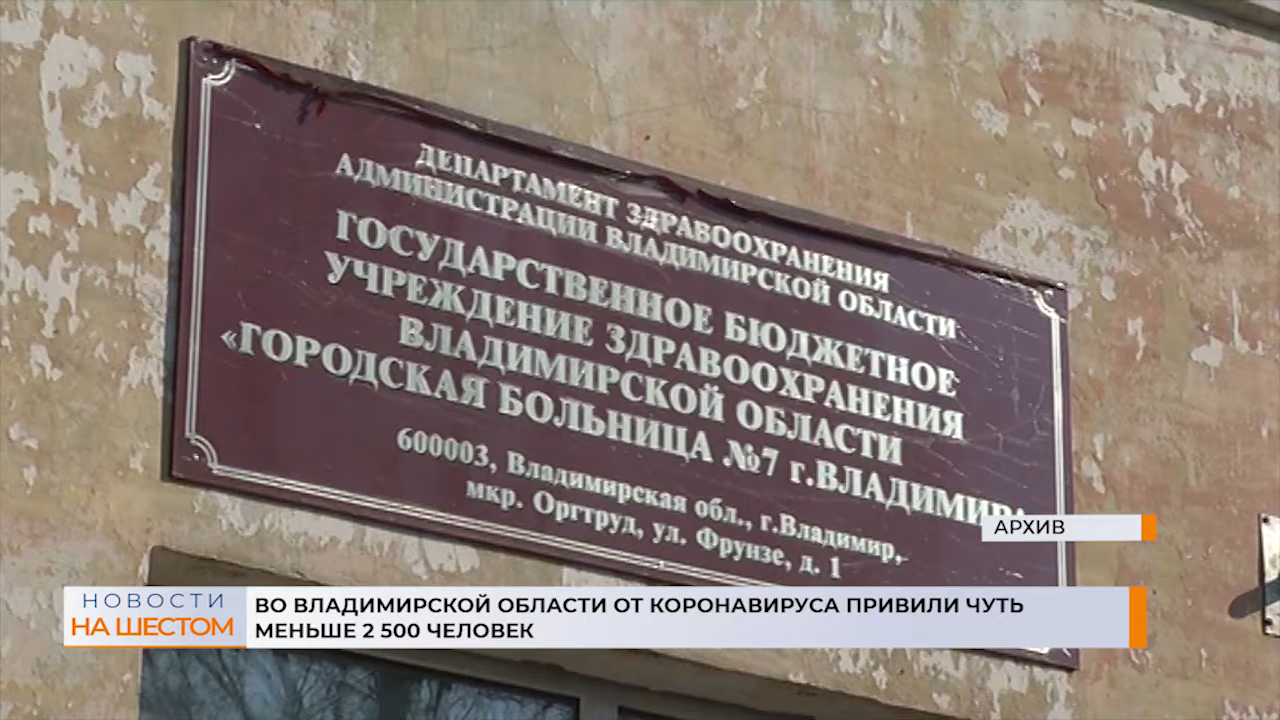 ДЕПАРТАМЕНТ ЗДРАВООХРАНЕНИЯ
АДМИНИСТРАЦИИ ВЛАДИМИРСКОЙ ОБЛАСТИ
ГОСУДАРСТВЕННОЕ БЮДЖЕТНОЕ
УЧРЕЖДЕНИЕ ЗДРАВООХРАНЕНИЯ
ВЛАДИМИРСКОЙ ОБЛАСТИ
«ГОРОДСКАЯ БОЛЬНИЦА №7 г.ВЛАДИМИРА
600003, Владимирская обл., г.Владимир,
мкр. Оргтруд, ул. Фрунзе, д. 1
АРХИВ
НОВОСТИ
НА ШЕСТОМ
ВО ВЛАДИМИРСКОЙ ОБЛАСТИ ОТ КОРОНАВИРУСА ПРИВИЛИ ЧУТЬ
МЕНЬШЕ 2 500 ЧЕЛОВЕК